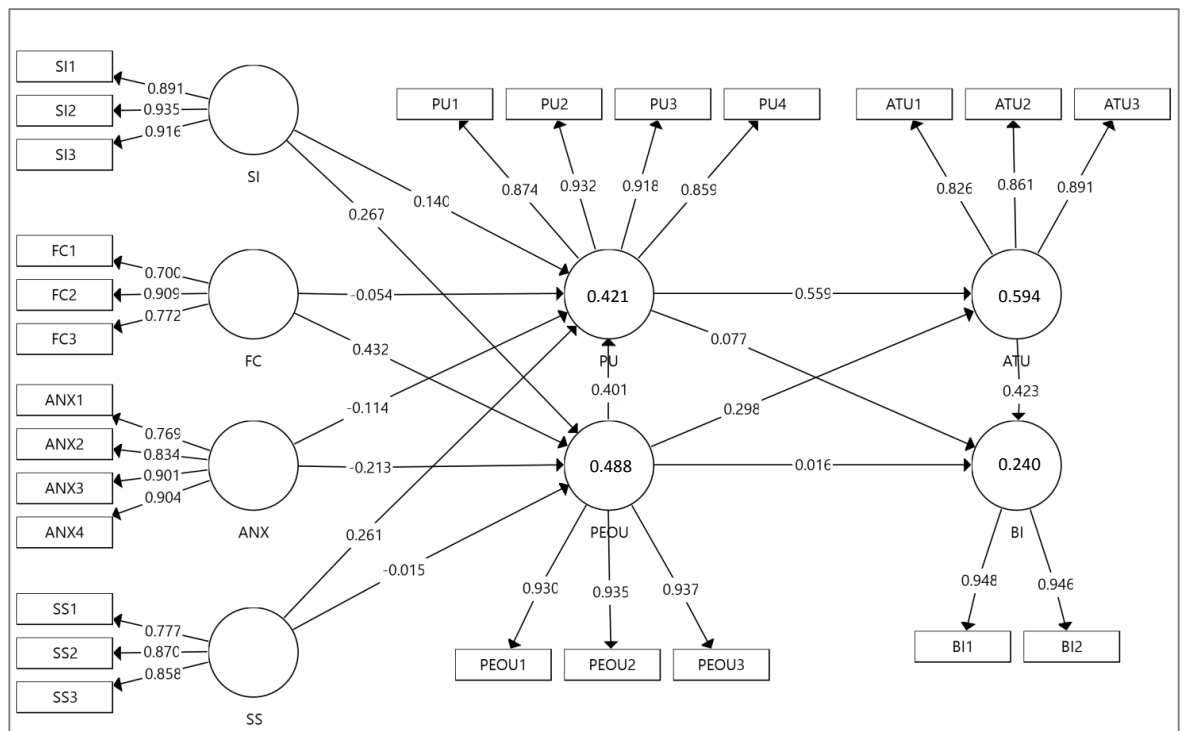 SI1
SI2
SI3
0.891
0.935
0.916
SI
FC1
FC2
FC3
0.700
0.909
0.772
FC
ANX1
ANX2
ANX3
ANX4
0.769
0.834
0.901
0.904
ANX
SS1
SS2
SS3
0.777
0.870
0.858
SS
0.140
0.267
-0.054
0.432
-0.114
-0.213
0.261
-0.015
PU1
PU2
PU3
PU4
0.874
0.932
0.918
0.859
0.421
PU
0.401
0.488
PEOU
0.930
0.935
0.937
PEOU1
PEOU2
PEOU3
0.559
0.077
0.298
0.016
ATU1
ATU2
ATU3
0.826
0.861
0.891
0.594
ATU
0.423
0.240
BI
0.948
0.946
BI1
BI2